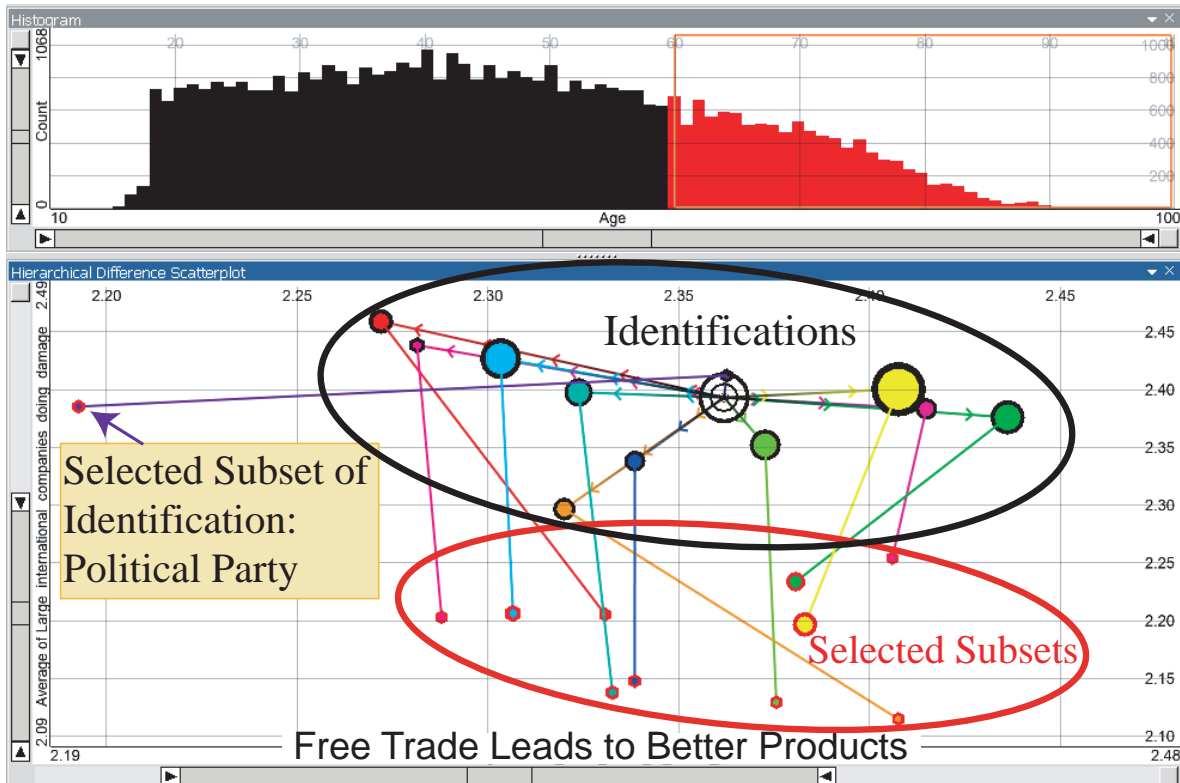 Histogram
1068
20 30 40 50 60 70 80 90
1000
800
600
400
200
Count
0
10 Age 100
Hierarchical Difference Scatterplot
2.49
2.20 2.25 2.30 2.35 2.40 2.45
Identifications
2.45
2.40
2.35
2.30
2.25
2.20
2.15
2.10
Average of Large international companies doing damage
Selected Subset of
Identification:
Political Party
Selected Subsets
2.09
2.19 Free Trade Leads to Better Products 2.48